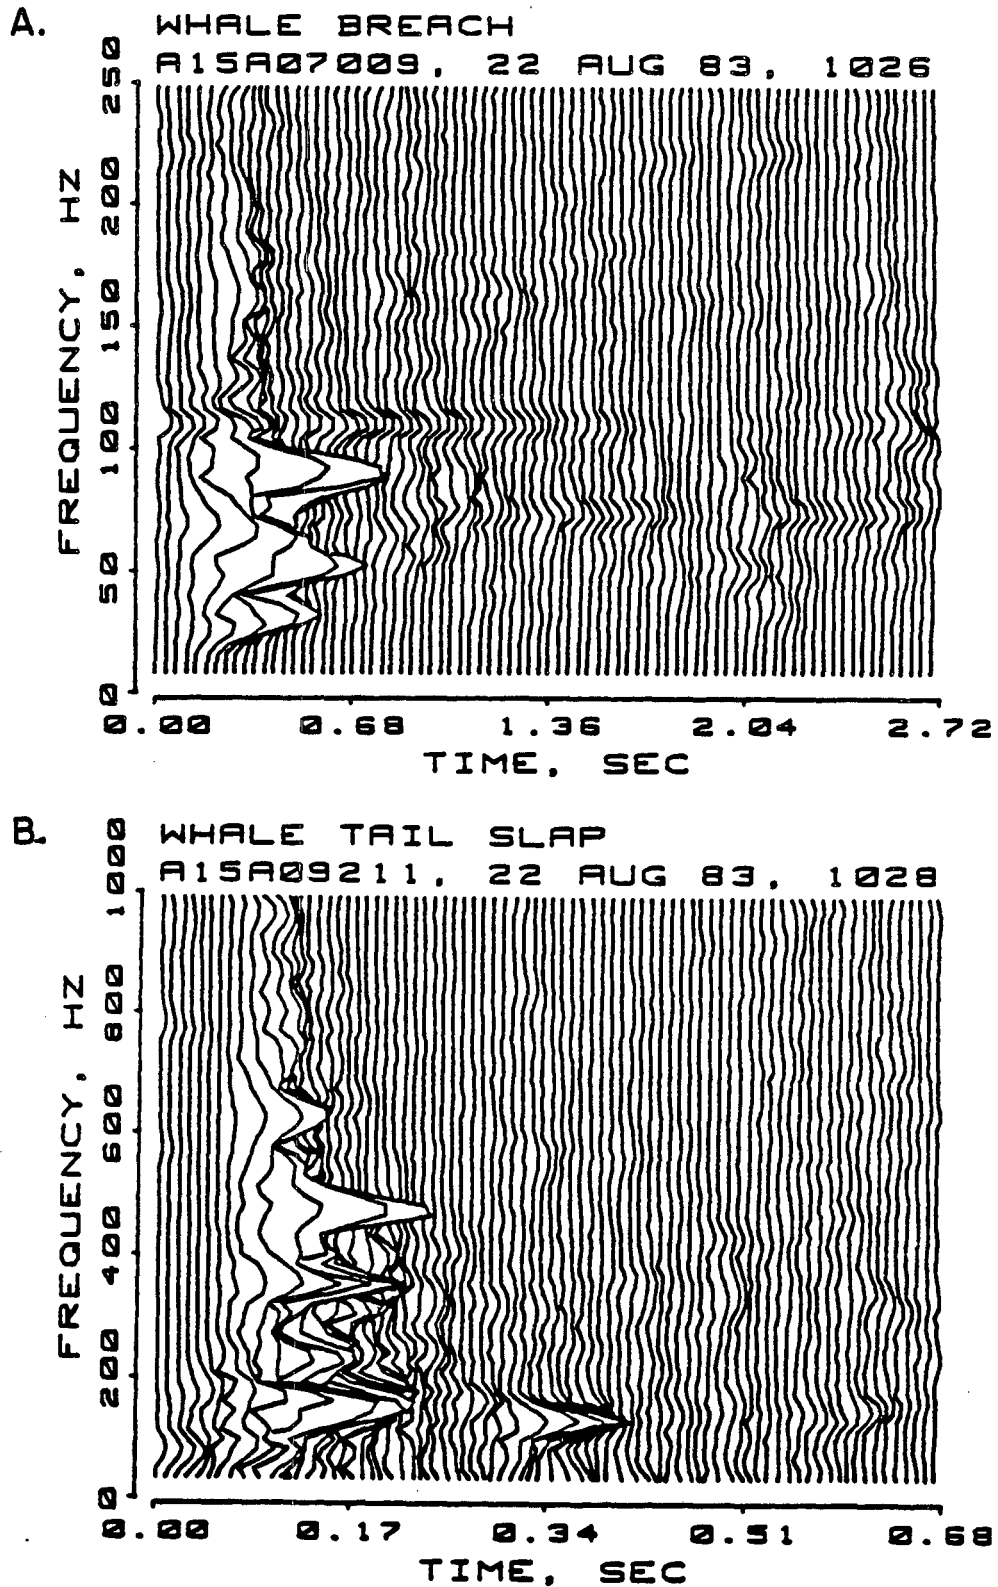 A.
WHALE BREACH
A15A07009, 22 AUG 83, 1026
FREQUENCY, HZ
250
200
150
100
50
0
0.00 0.68 1.36 2.04 2.72
TIME, SEC
B.
WHALE TAIL SLAP
A15A09211, 22 AUG 83, 1028
FREQUENCY, HZ
1000
800
600
400
200
0
0.00 0.17 0.34 0.51 0.68
TIME, SEC